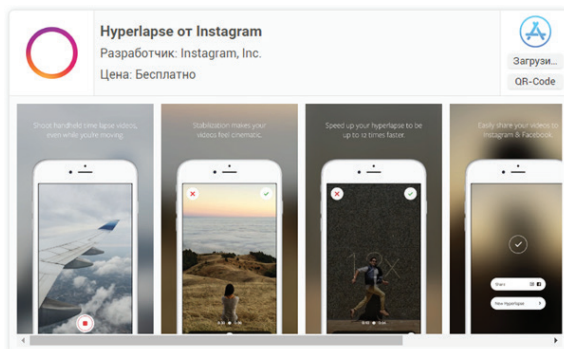 Hyperlapse от Instagram
Разработчик: Instagram, Inc.
Цена: Бесплатно
Загрузи...
QR-Code
Shoot handheld time lapse videos,
even while you're moving.
Stabilization makes your
videos feel cinematic.
Speed up your hyperlapse to be
up to 12 times faster.
Easily share your videos to
Instagram & Facebook.
12X
Share
New Hyperlapse